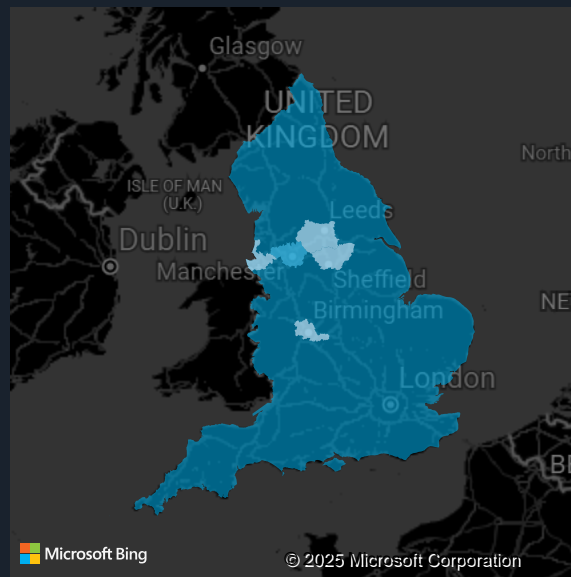 Glasgow
UNITED
KINGDOM
North
ISLE OF MAN
(U.K.)
Leeds
Dublin
Manchester
Sheffield
NE
Birmingham
London
BE
Microsoft Bing
© 2025 Microsoft Corporation